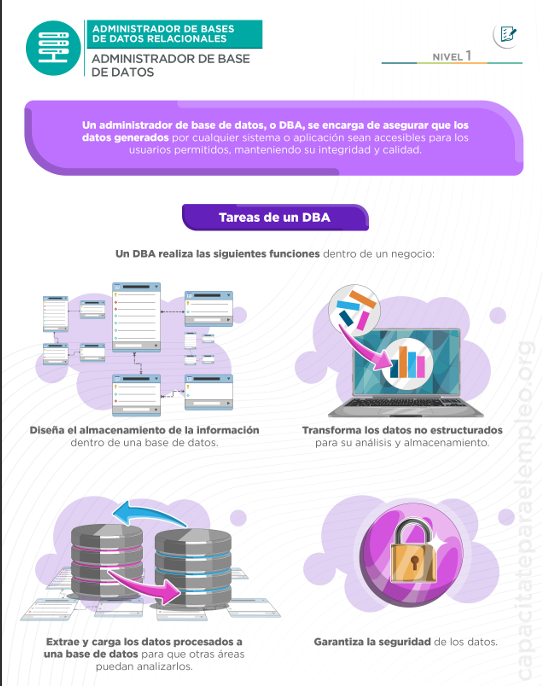 ADMINISTRADOR DE BASES
DE DATOS RELACIONALES
ADMINISTRADOR DE BASE
DE DATOS
NIVEL 1
Un administrador de base de datos, o DBA, se encarga de asegurar que los
datos generados por cualquier sistema o aplicación sean accesibles para los
usuarios permitidos, manteniendo su integridad y calidad.
Tareas de un DBA
Un DBA realiza las siguientes funciones dentro de un negocio:
Diseña el almacenamiento de la información
dentro de una base de datos.
Transforma los datos no estructurados
para su análisis y almacenamiento.
Extrae y carga los datos procesados a
una base de datos para que otras áreas
puedan analizarlos.
Garantiza la seguridad de los datos.
capacitateparaelempleo.org